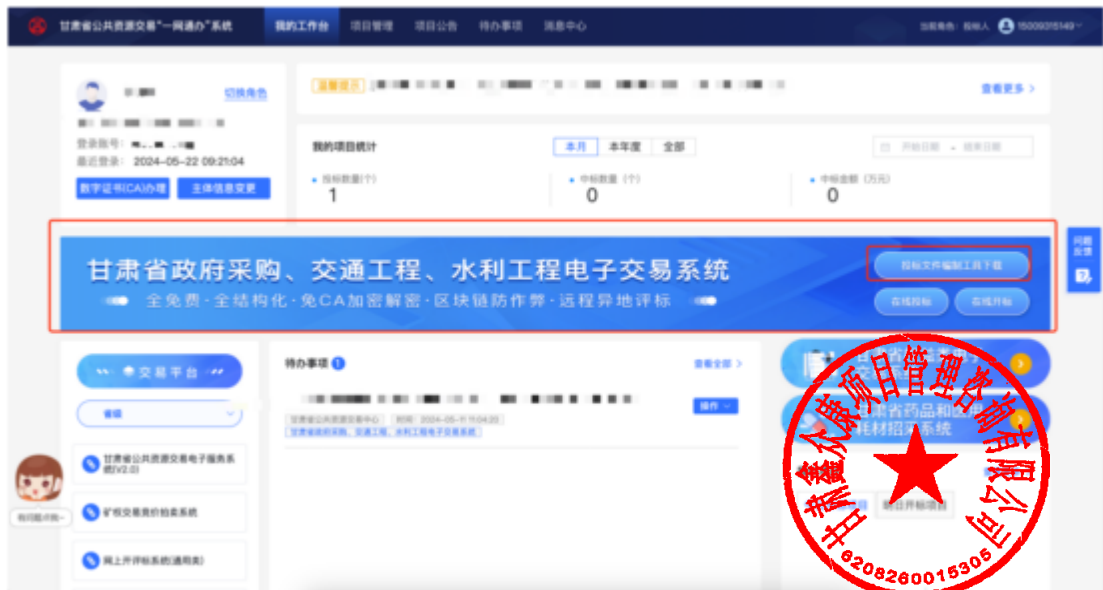 甘肃省公共资源交易“一网通办”系统
我的工作台 项目管理 项目公告 待办事项 消息中心
当前角色：投标人 15009315149
切换角色
登录账号：
最近登录： 2024-05-22 09:21:04
数字证书(CA)办理 主体信息变更
温馨提示
查看更多 >
我的项目统计
本月 本年度 全部
开始日期 - 结束日期
投标数量(个)
1
中标数量（个）
0
中标金额（万元）
0
甘肃省政府采购、交通工程、水利工程电子交易系统
全免费·全结构化·免CA加密解密·区块链防作弊·远程异地评标
投标文件编制工具下载
在线投标 在线开标
问题反馈
交易平台
省级
甘肃省公共资源交易电子服务系
统(V2.0)
矿权交易竞价拍卖系统
网上开评标系统(通用类)
有问题点我~
待办事项 1
查看全部 >
操作
甘肃省公共资源交易中心 时间：2024-05-11 11:04:20
甘肃省政府采购、交通工程、水利工程电子交易系统
甘肃省药品和医用
耗材招采系统
明日开标项目
甘肃鑫众源项目管理咨询有限公司
6208260015305